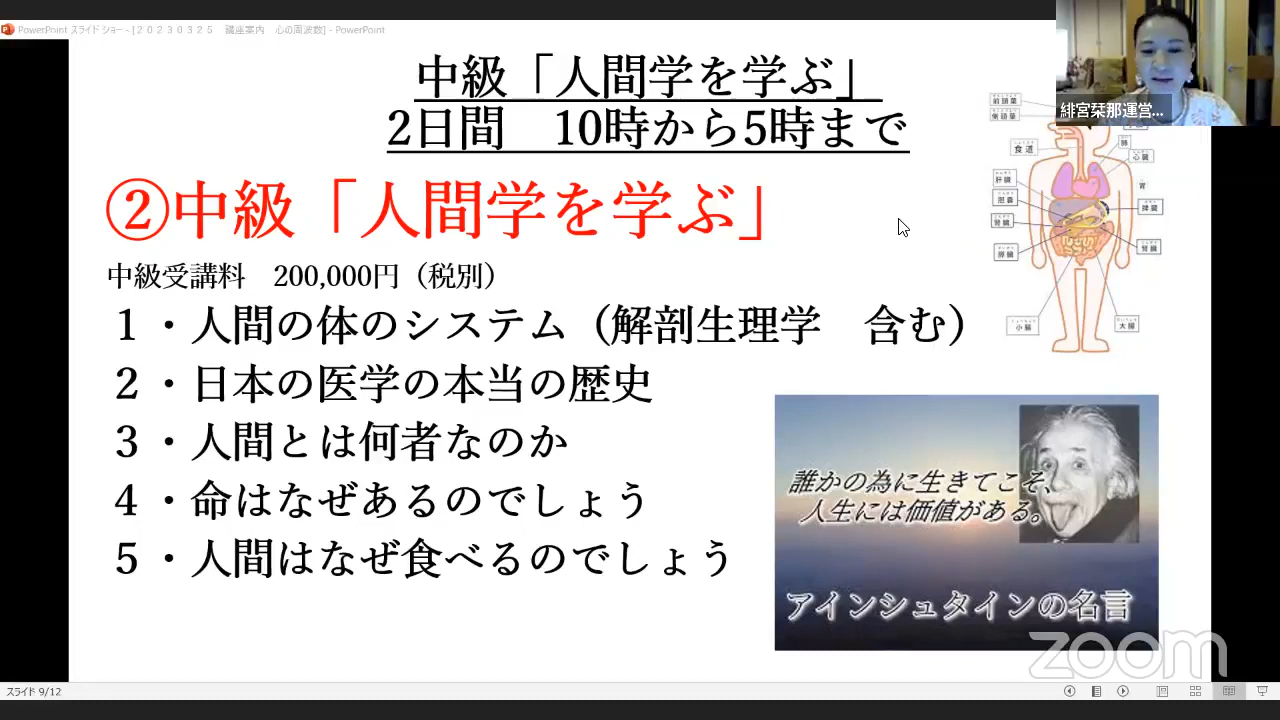 PowerPoint スライド ショー - [２０２３０３２５　講座案内　心の周波数] - PowerPoint
中級「人間学を学ぶ」
2日間　10時から5時まで
緋宮栞那運営...
②中級「人間学を学ぶ」
中級受講料　200,000円（税別）
１・人間の体のシステム（解剖生理学　含む）
２・日本の医学の本当の歴史
３・人間とは何者なのか
４・命はなぜあるのでしょう
５・人間はなぜ食べるのでしょう
前頭葉
側頭葉
食道
肺
心臓
肝臓
胃
胆嚢
脾臓
腎臓
腎臓
膵臓
小腸
大腸
誰かの為に生きてこそ、
人生には価値がある。
アインシュタインの名言
zoom
スライド 9/12